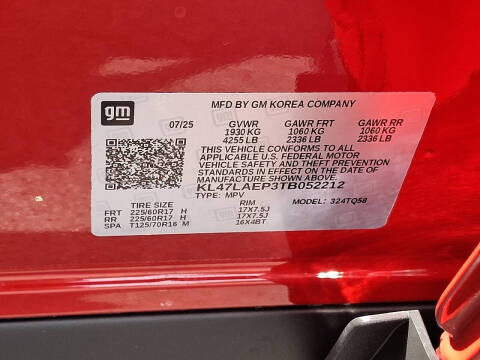 gm
MFD BY GM KOREA COMPANY
07/25 GVWR GAWR FRT GAWR RR
1930 KG 1060 KG 1060 KG
4255 LB 2336 LB 2336 LB
THIS VEHICLE CONFORMS TO ALL
APPLICABLE U.S. FEDERAL MOTOR
VEHICLE SAFETY AND THEFT PREVENTION
STANDARDS IN EFFECT ON THE DATE
OF MANUFACTURE SHOWN ABOVE.
KL47LAEP3TB052212
TYPE: MPV MODEL: 324TQ58
TIRE SIZE RIM
FRT 225/60R17 H 17X7.5J
RR 225/60R17 H 17X7.5J
SPA T125/70R16 M 16X4BT